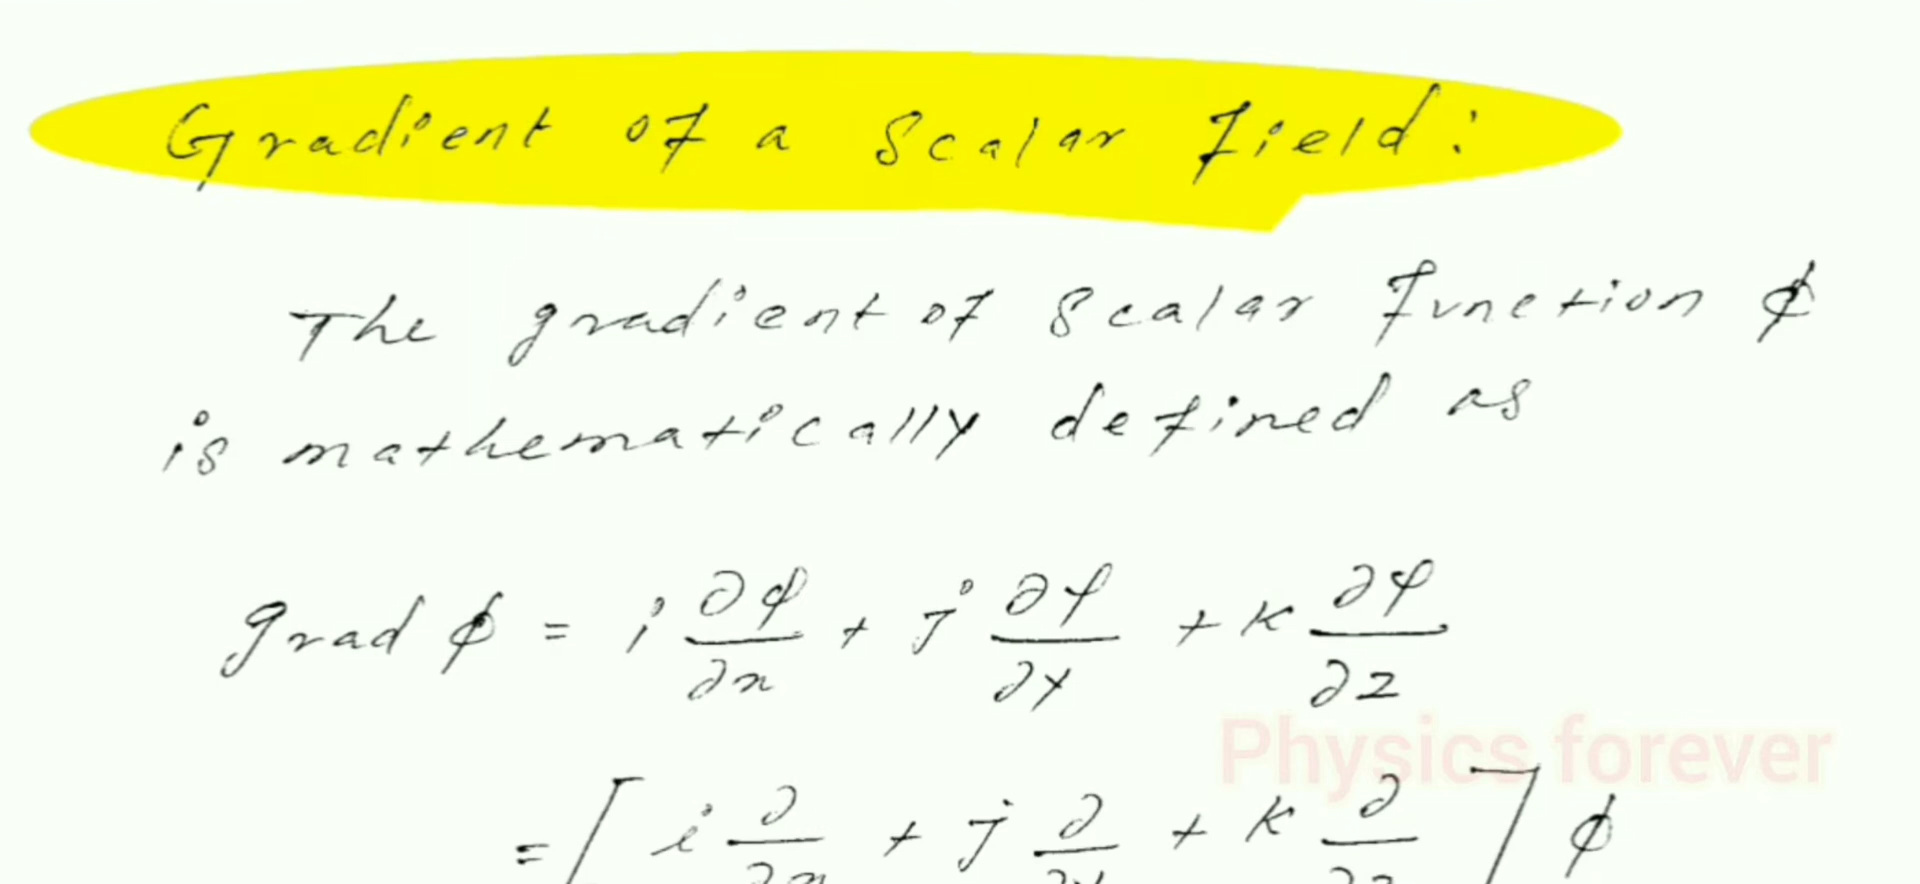 Gradient of a Scalar field:
The gradient of Scalar function ϕ
is mathematically defined as
grad ϕ = i ∂ϕ/∂x + j ∂ϕ/∂y + k ∂ϕ/∂z
Physics forever
= [ i ∂/∂x + j ∂/∂y + k ∂/∂z ] ϕ